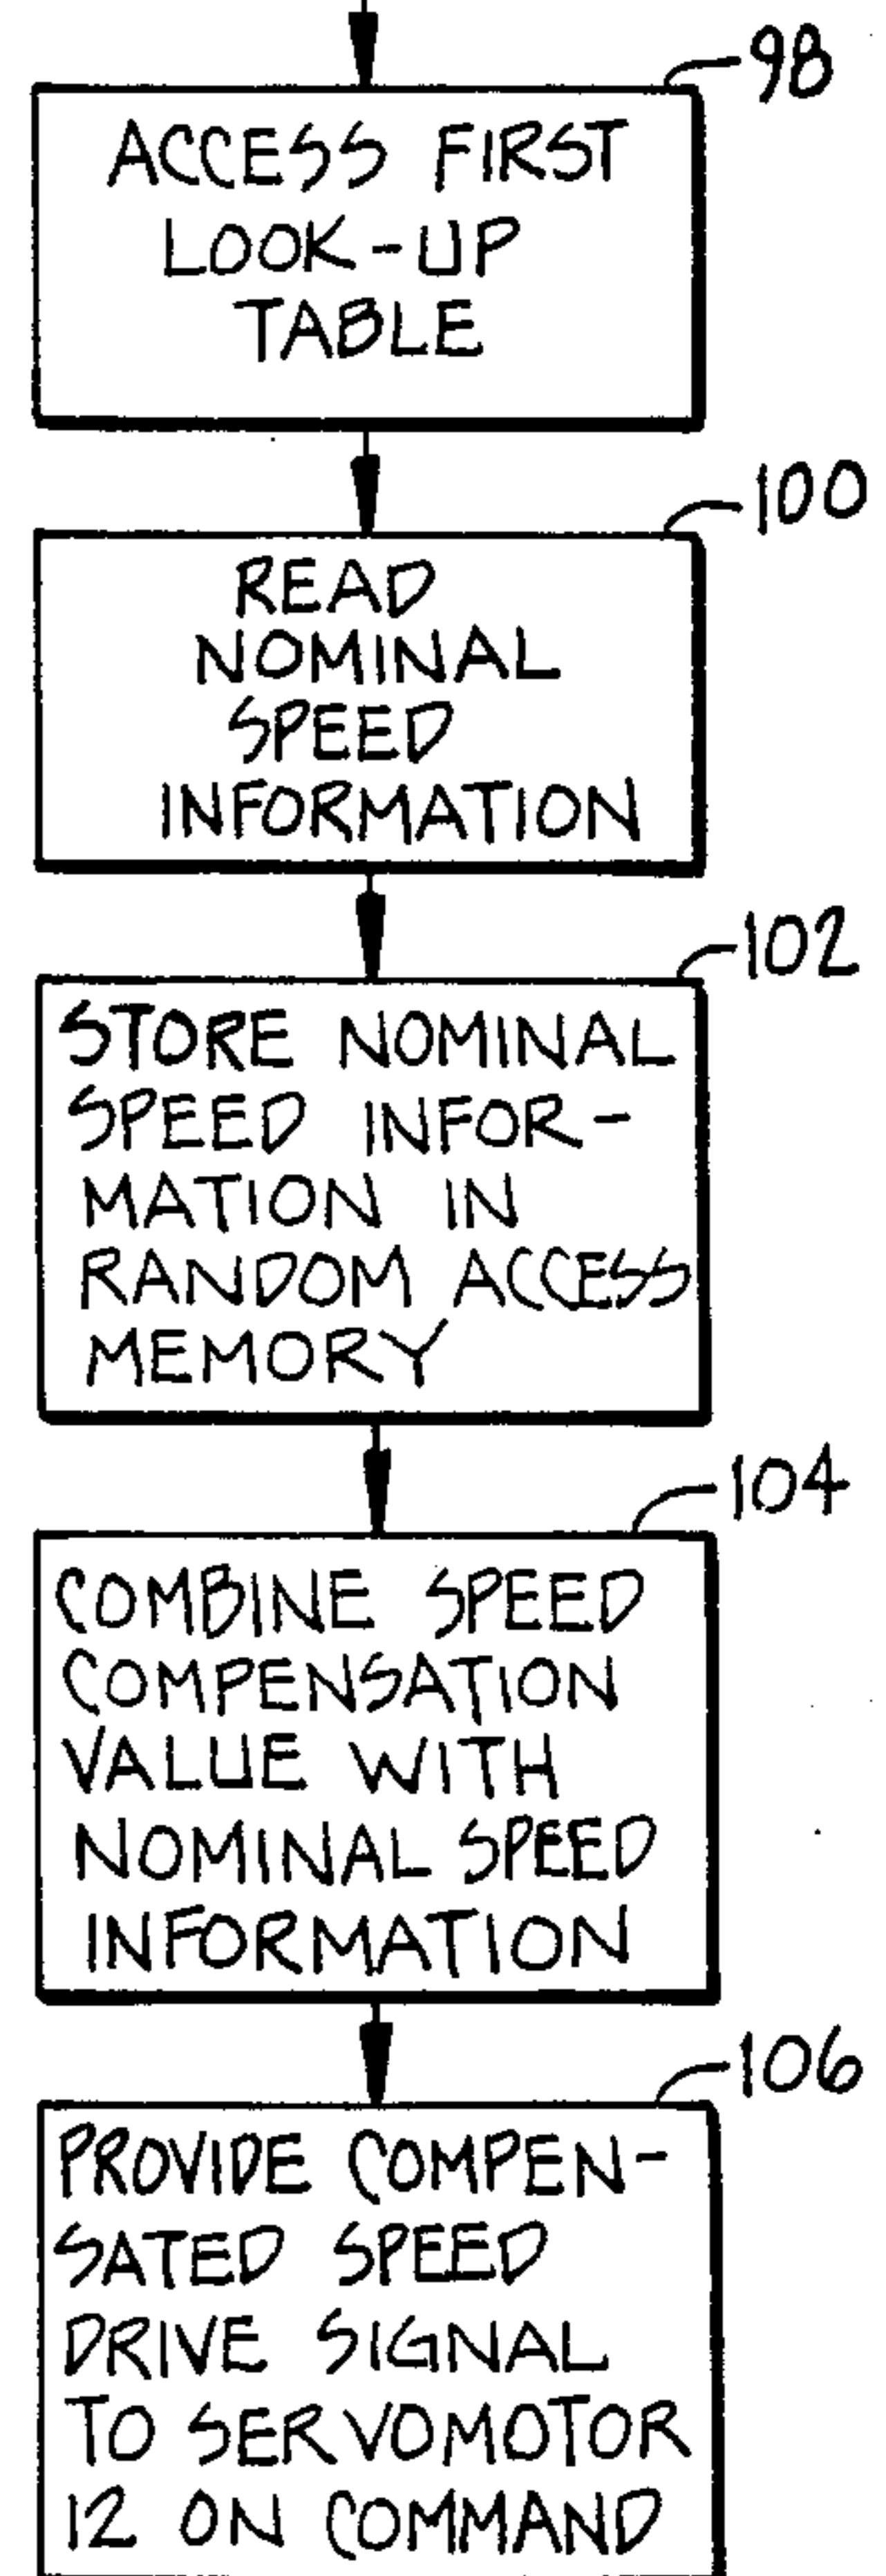 98
ACCESS FIRST
LOOK-UP
TABLE
100
READ
NOMINAL
SPEED
INFORMATION
102
STORE NOMINAL
SPEED INFOR-
MATION IN
RANDOM ACCESS
MEMORY
104
COMBINE SPEED
COMPENSATION
VALUE WITH
NOMINAL SPEED
INFORMATION
106
PROVIDE COMPEN-
SATED SPEED
DRIVE SIGNAL
TO SERVOMOTOR
12 ON COMMAND